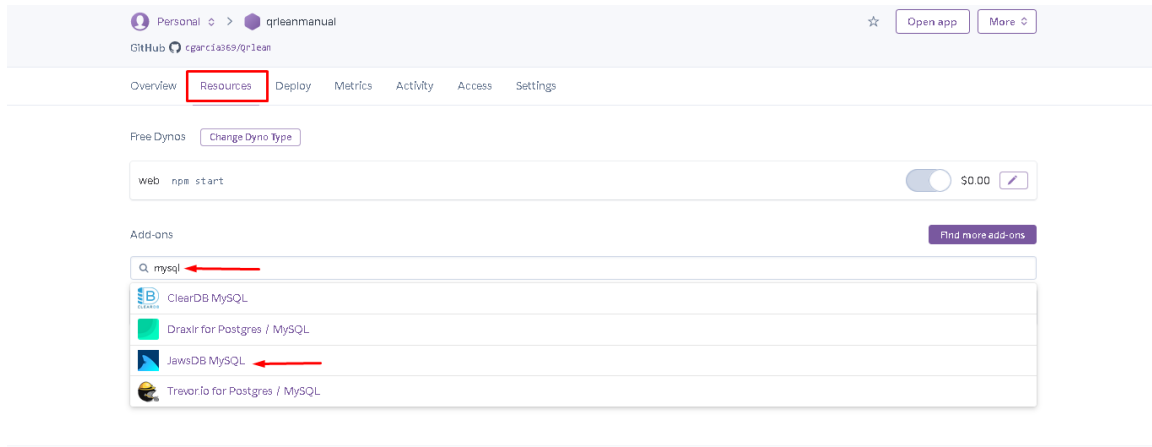 Personal > qrleanmanual
Open app
More
GitHub cgarcia369/Qrlean
Overview Resources Deploy Metrics Activity Access Settings
Free Dynos Change Dyno Type
web npm start $0.00
Add-ons Find more add-ons
mysql
ClearDB MySQL
Draxlr for Postgres / MySQL
JawsDB MySQL
Trevor.io for Postgres / MySQL